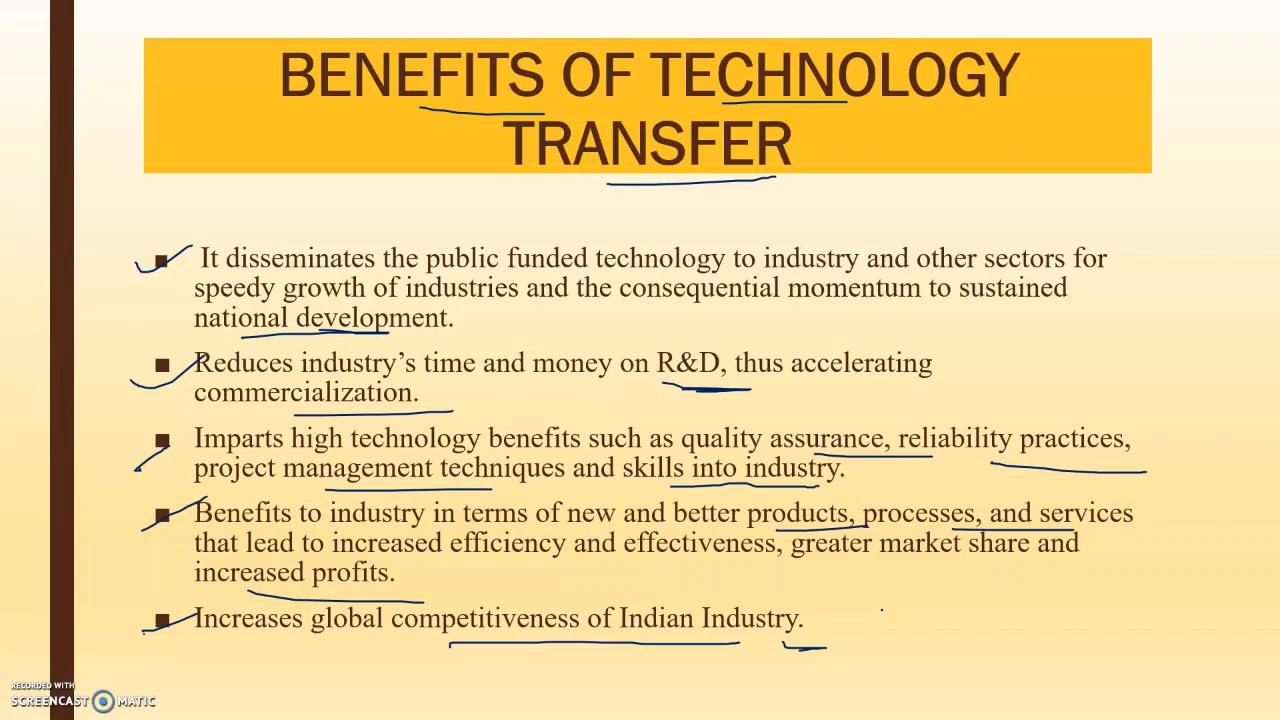 BENEFITS OF TECHNOLOGY
TRANSFER
■ It disseminates the public funded technology to industry and other sectors for
speedy growth of industries and the consequential momentum to sustained
national development.
■ Reduces industry’s time and money on R&D, thus accelerating
commercialization.
■ Imparts high technology benefits such as quality assurance, reliability practices,
project management techniques and skills into industry.
■ Benefits to industry in terms of new and better products, processes, and services
that lead to increased efficiency and effectiveness, greater market share and
increased profits.
■ Increases global competitiveness of Indian Industry.
RECORDED WITH
SCREENCAST MATIC